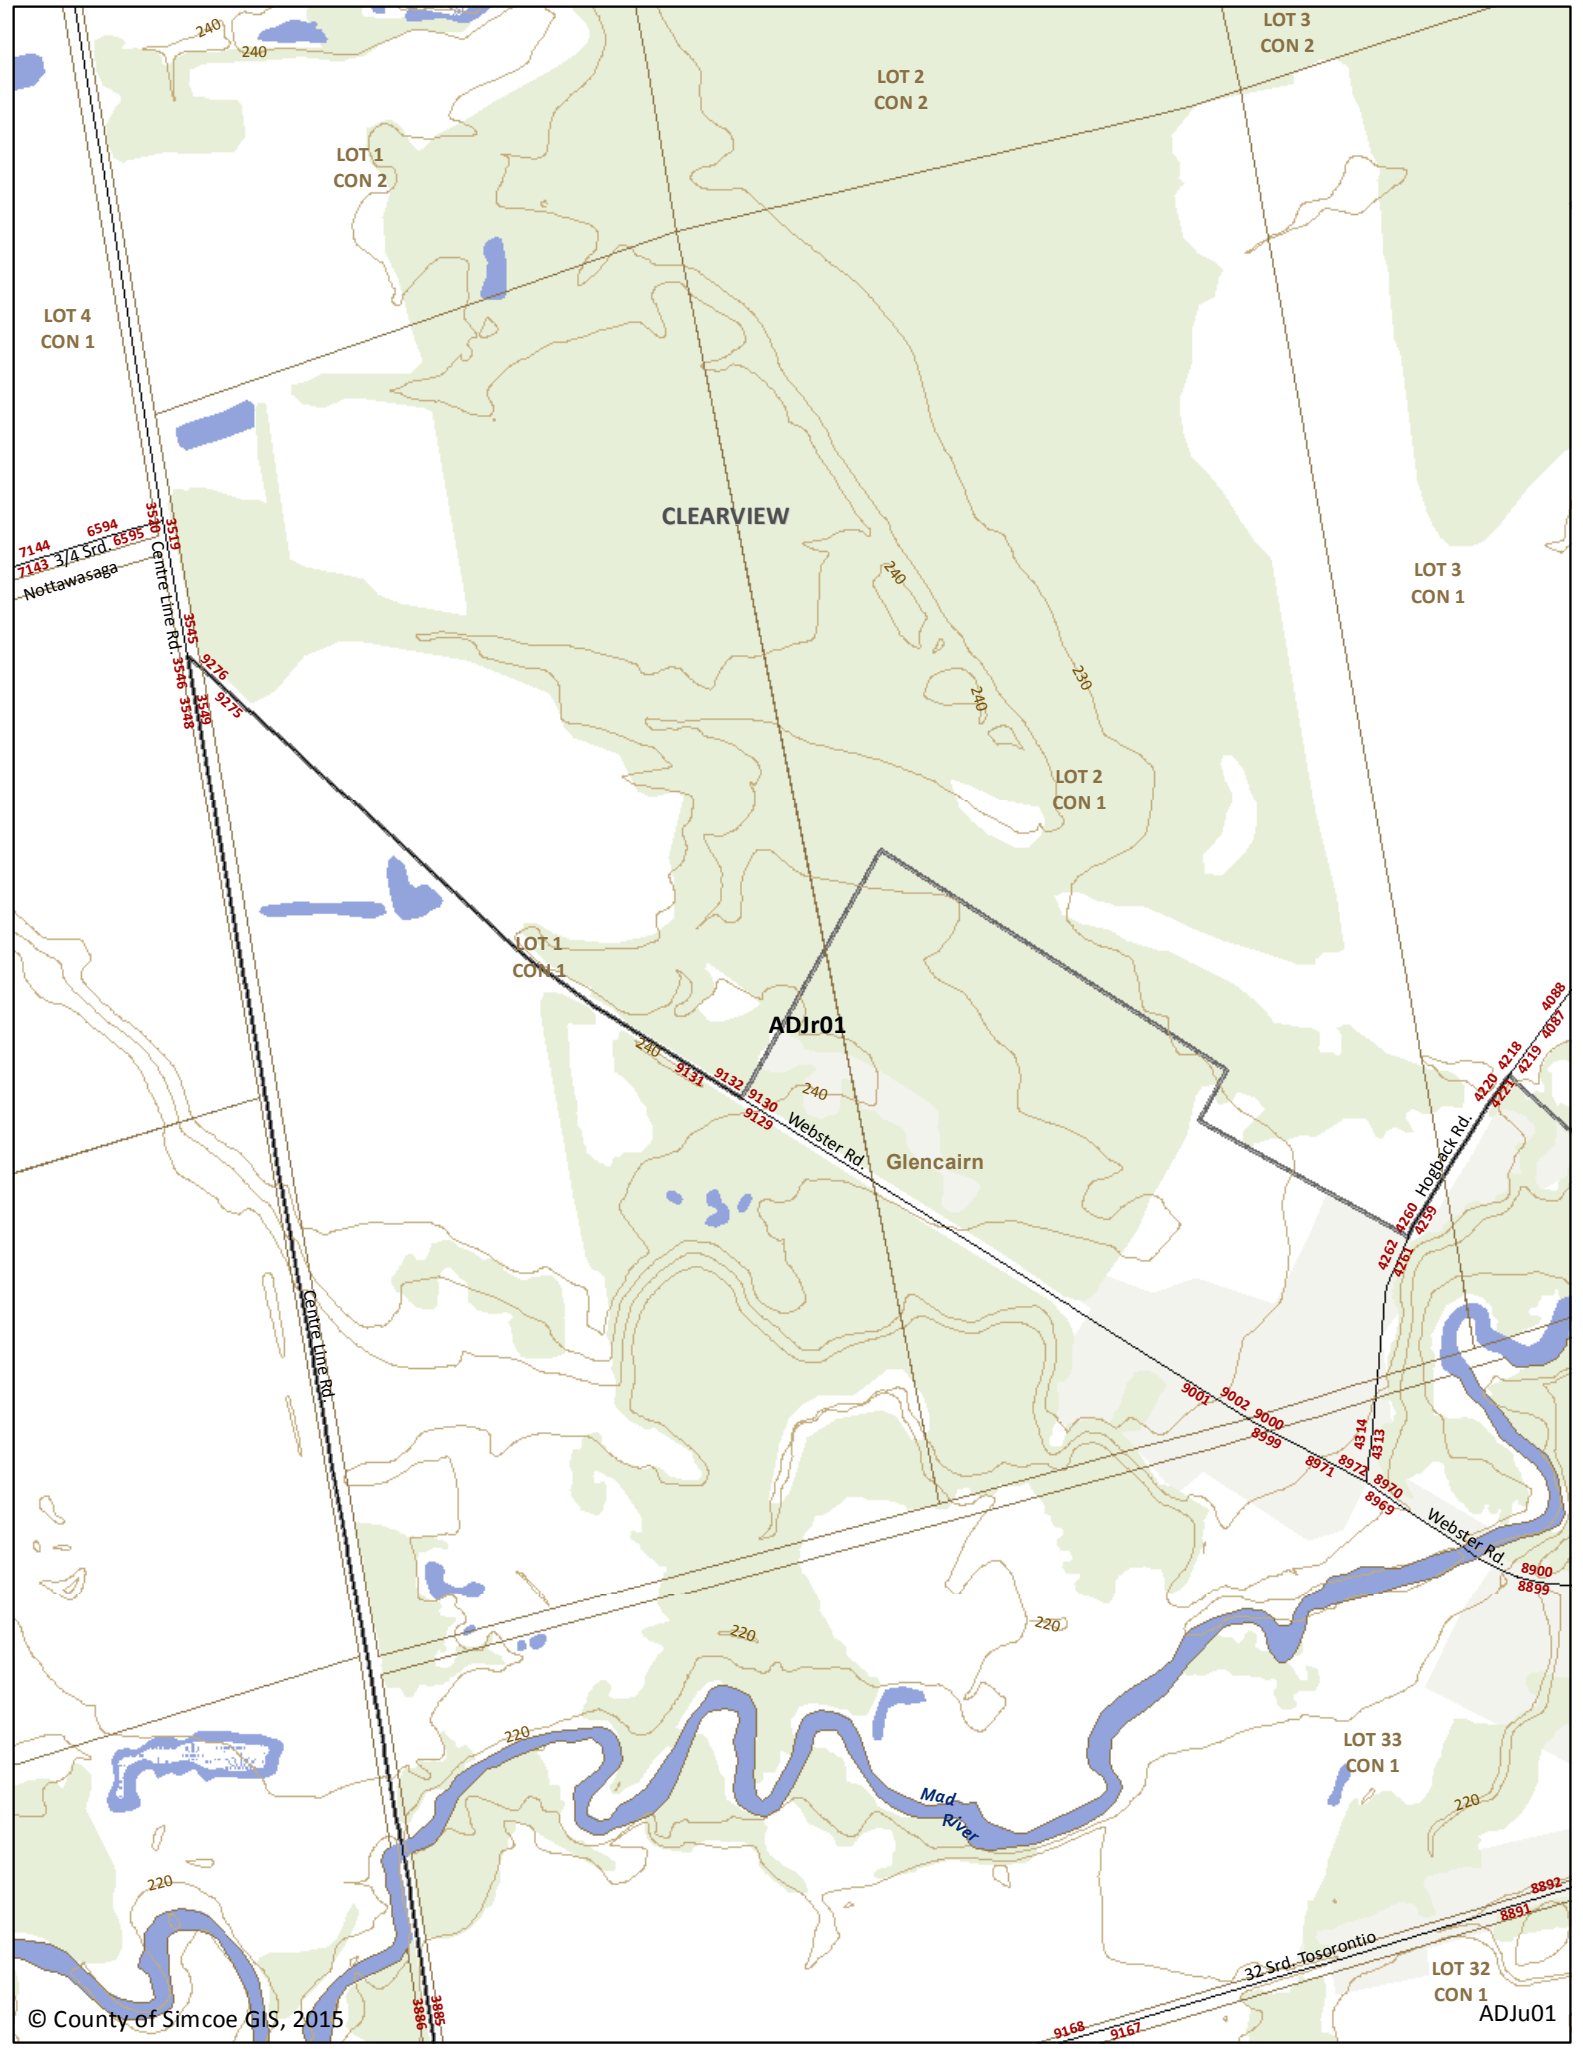 240
240
LOT 3
CON 2
LOT 2
CON 2
LOT 1
CON 2
LOT 4
CON 1
CLEARVIEW
3520
3519
6594
7144
3/4 Srd.
6595
7143
Nottawasaga
Centre Line Rd.
240
LOT 3
CON 1
3545
3546
9276
9275
3548
3549
240
230
LOT 2
CON 1
LOT 1
CON 1
ADJr01
4088
4087
240
9131
9132
9130
9129
240
4218
4219
4220
4221
Webster Rd.
Glencairn
Hogback Rd.
4260
4259
4262
4261
Centre Line Rd.
9001
9002
9000
8999
4314
4313
8971
8972
8970
8969
Webster Rd.
8900
8899
220
220
220
LOT 33
CON 1
Mad
River
220
220
8892
8891
32 Srd. Tosorontio
LOT 32
CON 1
3886
3885
9168
9167
© County of Simcoe GIS, 2015
ADJu01